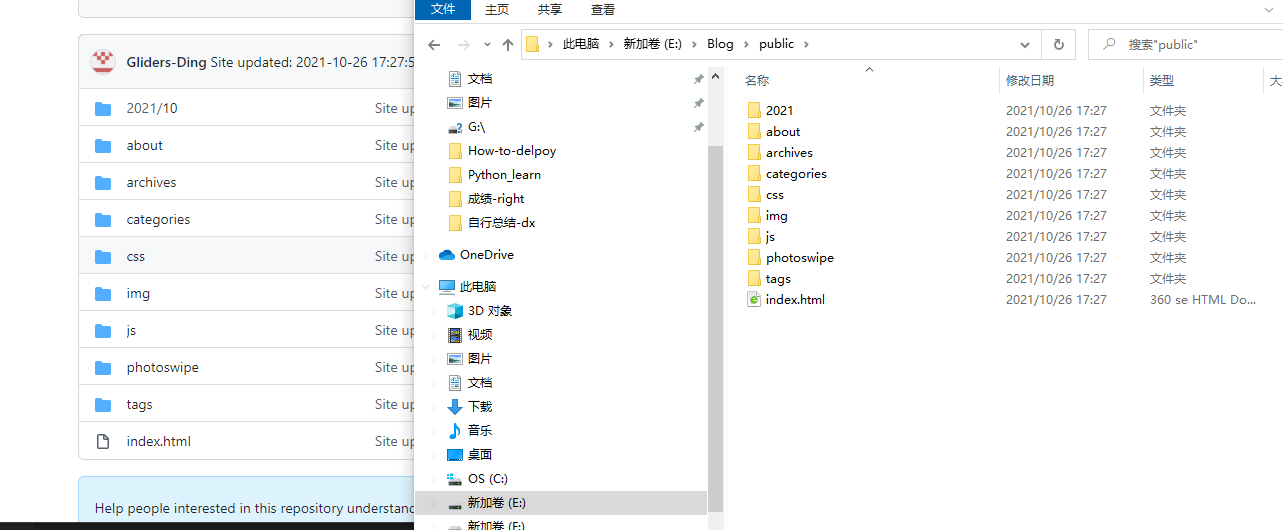 Gliders-Ding Site updated: 2021-10-26 17:27:5
2021/10 Site up
about Site up
archives Site up
categories Site up
css Site up
img Site up
js Site up
photoswipe Site up
tags Site up
index.html Site up
Help people interested in this repository understand
文件 主页 共享 查看
此电脑 新加卷 (E:) Blog public
搜索"public"
文档
图片
G:\
How-to-delpoy
Python_learn
成绩-right
自行总结-dx
OneDrive
此电脑
3D 对象
视频
图片
文档
下载
音乐
桌面
OS (C:)
新加卷 (E:)
新加卷 (F:)
名称 修改日期 类型 大
2021 2021/10/26 17:27 文件夹
about 2021/10/26 17:27 文件夹
archives 2021/10/26 17:27 文件夹
categories 2021/10/26 17:27 文件夹
css 2021/10/26 17:27 文件夹
img 2021/10/26 17:27 文件夹
js 2021/10/26 17:27 文件夹
photoswipe 2021/10/26 17:27 文件夹
tags 2021/10/26 17:27 文件夹
index.html 2021/10/26 17:27 360 se HTML Do...